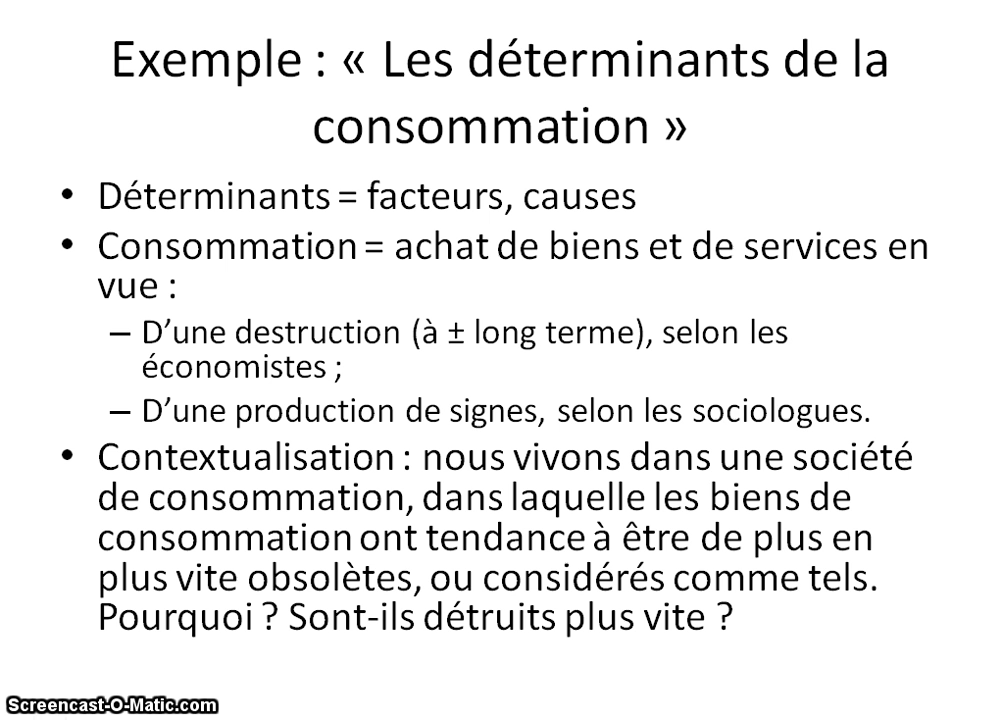 Exemple : « Les déterminants de la
consommation »
• Déterminants = facteurs, causes
• Consommation = achat de biens et de services en
vue :
– D’une destruction (à ± long terme), selon les
économistes ;
– D’une production de signes, selon les sociologues.
• Contextualisation : nous vivons dans une société
de consommation, dans laquelle les biens de
consommation ont tendance à être de plus en
plus vite obsolètes, ou considérés comme tels.
Pourquoi ? Sont-ils détruits plus vite ?
Screencast-O-Matic.com